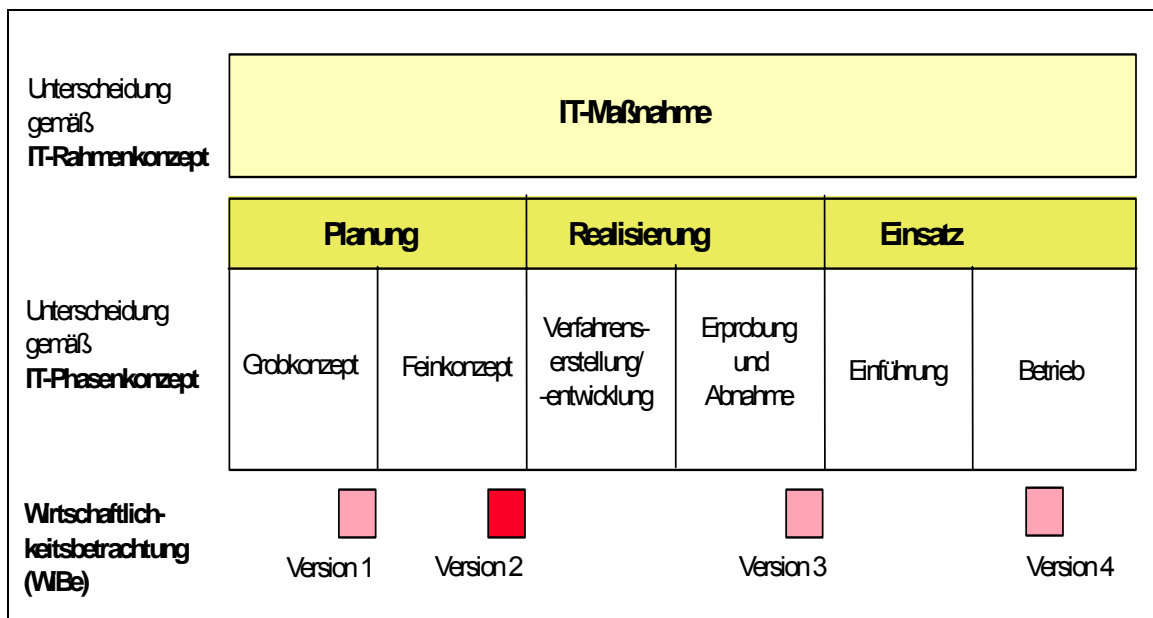 Unterscheidung
gemäß
IT-Rahmenkonzept
IT-Maßnahme
Planung
Realisierung
Einsatz
Unterscheidung
gemäß
IT-Phasenkonzept
Grobkonzept
Feinkonzept
Verfahrens-
erstellung/
-entwicklung
Erprobung
und
Abnahme
Einführung
Betrieb
Wirtschaftlich-
keitsbetrachtung
(WiBe)
Version 1
Version 2
Version 3
Version 4